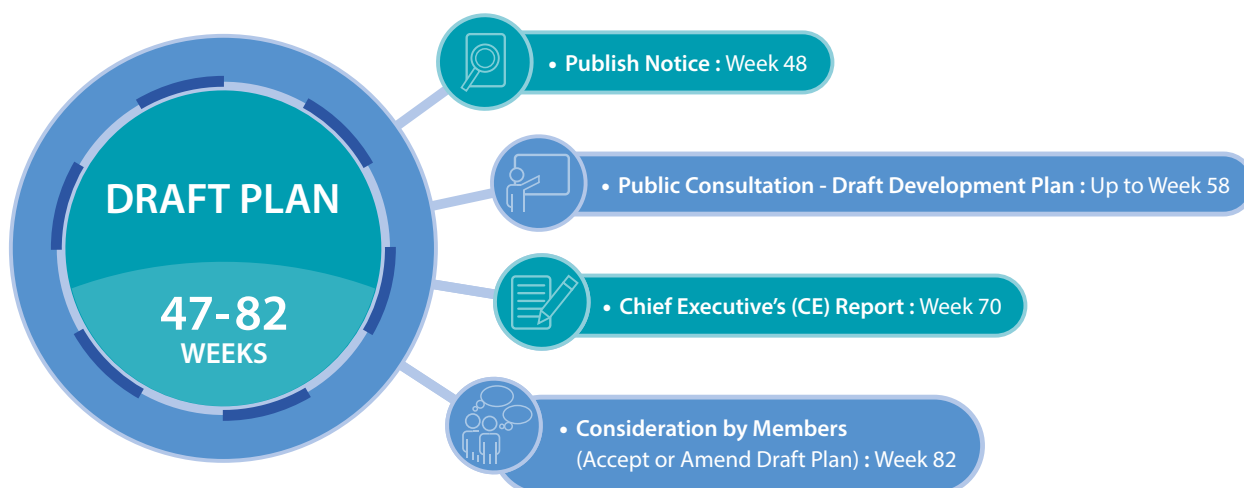 DRAFT PLAN
47-82
WEEKS
• Publish Notice : Week 48
• Public Consultation - Draft Development Plan : Up to Week 58
• Chief Executive’s (CE) Report : Week 70
• Consideration by Members
(Accept or Amend Draft Plan) : Week 82